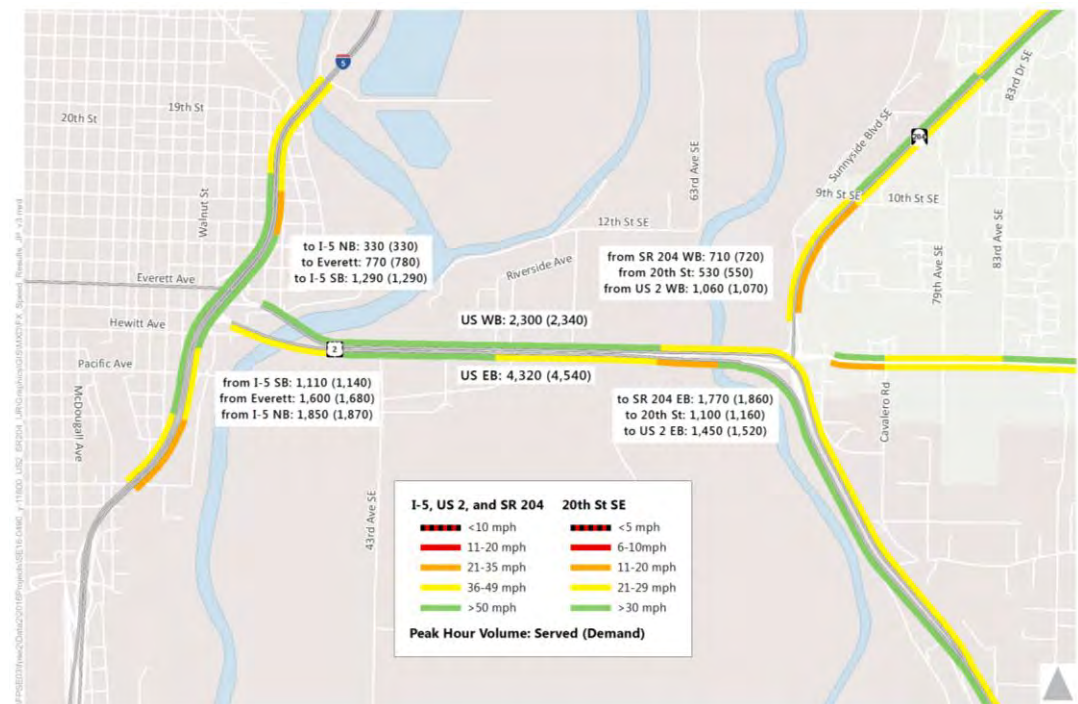 5
83rd Dr SE
19th St
20th St
Sunnyside Blvd SE
63rd Ave SE
9th St SE
10th St SE
Walnut St
12th St SE
83rd Ave SE
to I-5 NB: 330 (330)
to Everett: 770 (780)
to I-5 SB: 1,290 (1,290)
from SR 204 WB: 710 (720)
from 20th St: 530 (550)
from US 2 WB: 1,060 (1,070)
Riverside Ave
79th Ave SE
Everett Ave
Hewitt Ave
US WB: 2,300 (2,340)
2
Pacific Ave
US EB: 4,320 (4,540)
from I-5 SB: 1,110 (1,140)
from Everett: 1,600 (1,680)
from I-5 NB: 1,850 (1,870)
to SR 204 EB: 1,770 (1,860)
to 20th St: 1,100 (1,160)
to US 2 EB: 1,450 (1,520)
McDougall Ave
Cavalero Rd
43rd Ave SE
I-5, US 2, and SR 204 20th St SE
<10 mph <5 mph
11-20 mph 6-10mph
21-35 mph 11-20 mph
36-49 mph 21-29 mph
>50 mph >30 mph
Peak Hour Volume: Served (Demand)